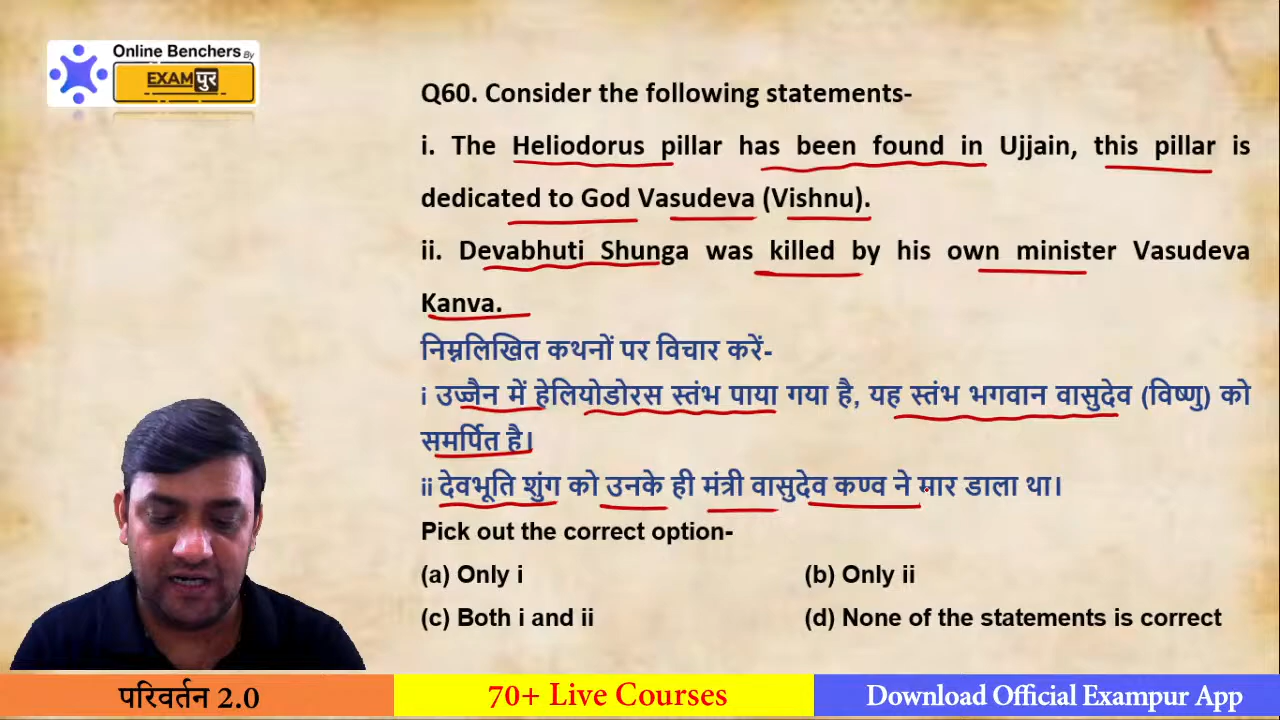 Online Benchers By
EXAMपुर
Q60. Consider the following statements-
i. The Heliodorus pillar has been found in Ujjain, this pillar is
dedicated to God Vasudeva (Vishnu).
ii. Devabhuti Shunga was killed by his own minister Vasudeva
Kanva.
निम्नलिखित कथनों पर विचार करें-
i उज्जैन में हेलियोडोरस स्तंभ पाया गया है, यह स्तंभ भगवान वासुदेव (विष्णु) को
समर्पित है।
ii देवभूति शुंग को उनके ही मंत्री वासुदेव कण्व ने मार डाला था।
Pick out the correct option-
(a) Only i (b) Only ii
(c) Both i and ii (d) None of the statements is correct
परिवर्तन 2.0 70+ Live Courses Download Official Exampur App